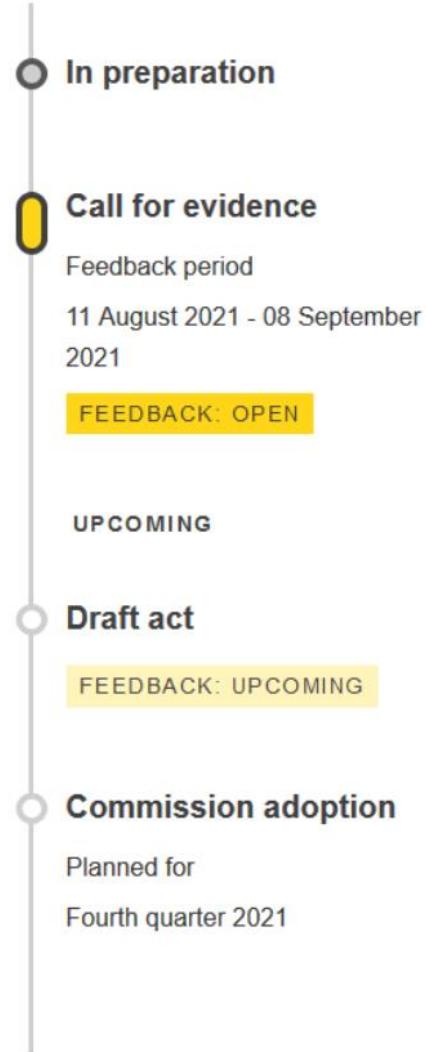 In preparation
Call for evidence
Feedback period
11 August 2021 - 08 September
2021
FEEDBACK: OPEN
UPCOMING
Draft act
FEEDBACK: UPCOMING
Commission adoption
Planned for
Fourth quarter 2021